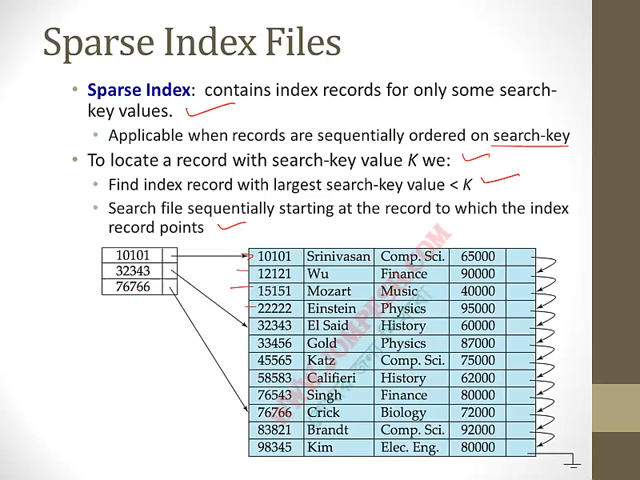 Sparse Index Files
• Sparse Index: contains index records for only some search-
key values.
• Applicable when records are sequentially ordered on search-key
• To locate a record with search-key value K we:
• Find index record with largest search-key value < K
• Search file sequentially starting at the record to which the index
record points
10101
32343
76766
10101 Srinivasan Comp. Sci. 65000
12121 Wu Finance 90000
15151 Mozart Music 40000
22222 Einstein Physics 95000
32343 El Said History 60000
33456 Gold Physics 87000
45565 Katz Comp. Sci. 75000
58583 Califieri History 62000
76543 Singh Finance 80000
76766 Crick Biology 72000
83821 Brandt Comp. Sci. 92000
98345 Kim Elec. Eng. 80000